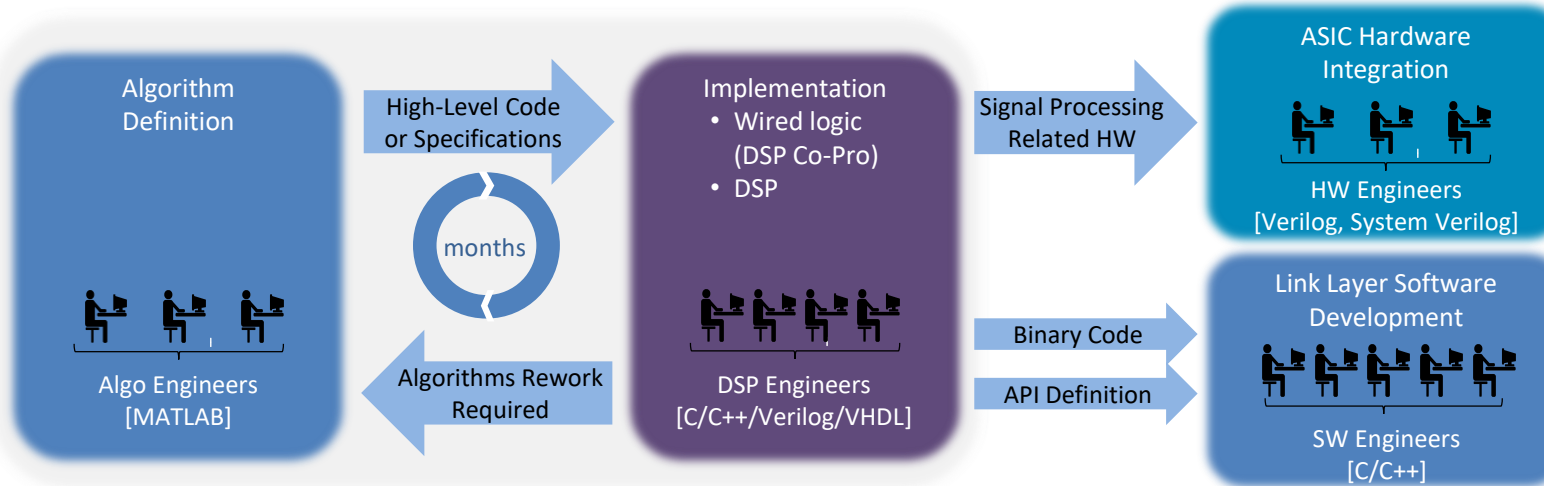 Algorithm
Definition
Algo Engineers
[MATLAB]
High-Level Code
or Specifications
months
Algorithms Rework
Required
Implementation
• Wired logic
(DSP Co-Pro)
• DSP
DSP Engineers
[C/C++/Verilog/VHDL]
Signal Processing
Related HW
Binary Code
API Definition
ASIC Hardware
Integration
HW Engineers
[Verilog, System Verilog]
Link Layer Software
Development
SW Engineers
[C/C++]